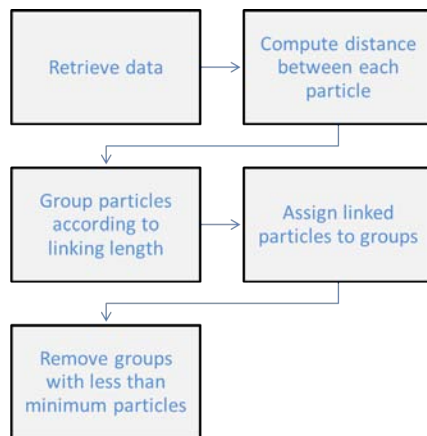 Retrieve data
Compute distance
between each
particle
Group particles
according to
linking length
Assign linked
particles to groups
Remove groups
with less than
minimum particles